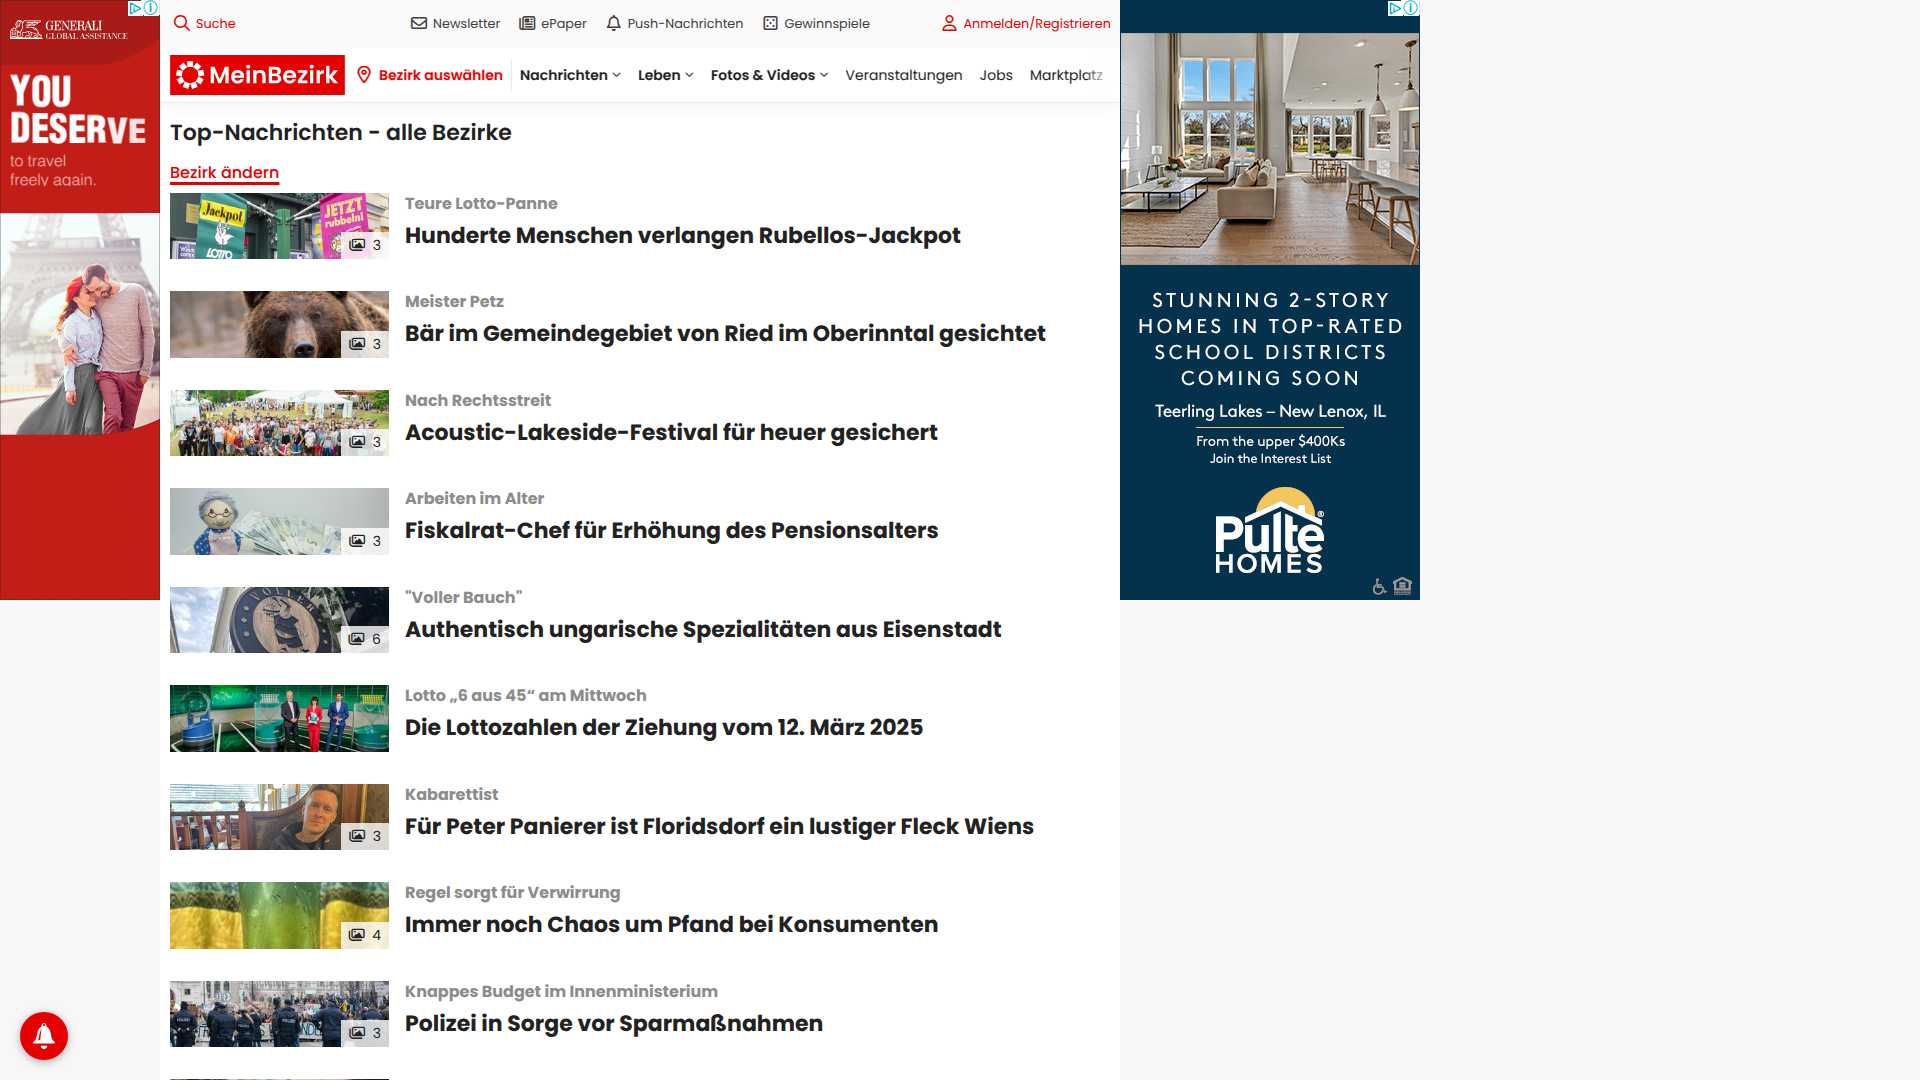 GENERALI
GLOBAL ASSISTANCE
YOU
DESERVE
to travel
freely again.
Suche
Newsletter
ePaper
Push-Nachrichten
Gewinnspiele
Anmelden/Registrieren
MeinBezirk
Bezirk auswählen
Nachrichten
Leben
Fotos & Videos
Veranstaltungen
Jobs
Marktplatz
Top-Nachrichten - alle Bezirke
Bezirk ändern
Jackpot
LOTTO
JETZT
rubbeln!
3
Teure Lotto-Panne
Hunderte Menschen verlangen Rubellos-Jackpot
3
Meister Petz
Bär im Gemeindegebiet von Ried im Oberinntal gesichtet
3
Nach Rechtsstreit
Acoustic-Lakeside-Festival für heuer gesichert
3
Arbeiten im Alter
Fiskalrat-Chef für Erhöhung des Pensionsalters
VOLLER
6
"Voller Bauch"
Authentisch ungarische Spezialitäten aus Eisenstadt
Lotto „6 aus 45“ am Mittwoch
Die Lottozahlen der Ziehung vom 12. März 2025
3
Kabarettist
Für Peter Panierer ist Floridsdorf ein lustiger Fleck Wiens
4
Regel sorgt für Verwirrung
Immer noch Chaos um Pfand bei Konsumenten
3
Knappes Budget im Innenministerium
Polizei in Sorge vor Sparmaßnahmen
STUNNING 2-STORY
HOMES IN TOP-RATED
SCHOOL DISTRICTS
COMING SOON
Teerling Lakes – New Lenox, IL
From the upper $400Ks
Join the Interest List
Pulte®
HOMES